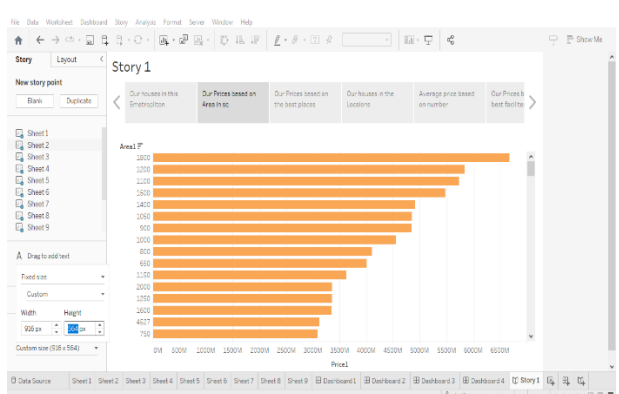 File Data Worksheet Dashboard Story Analysis Format Server Window Help
Show Me
Story Layout
New story point
Blank Duplicate
Sheet 1
Sheet 2
Sheet 3
Sheet 4
Sheet 5
Sheet 6
Sheet 7
Sheet 8
Sheet 9
A Drag to add text
Fixed size
Custom
Width Height
916 px 564 px
Custom size (916 x 564)
Story 1
Our houses in this
6metropliton
Our Prices based on
Area in sc
Our Prices based on
the best places
Our houses in the
Locations
Average price based
on number
Our Prices b
best facilite
Area1
1800
1200
1100
1500
1400
1050
900
1000
800
650
1150
2000
1250
1600
4627
750
0M 500M 1000M 1500M 2000M 2500M 3000M 3500M 4000M 4500M 5000M 5500M 6000M 6500M
Price1
Data Source Sheet 1 Sheet 2 Sheet 3 Sheet 4 Sheet 5 Sheet 6 Sheet 7 Sheet 8 Sheet 9 Dashboard 1 Dashboard 2 Dashboard 3 Dashboard 4 Story 1